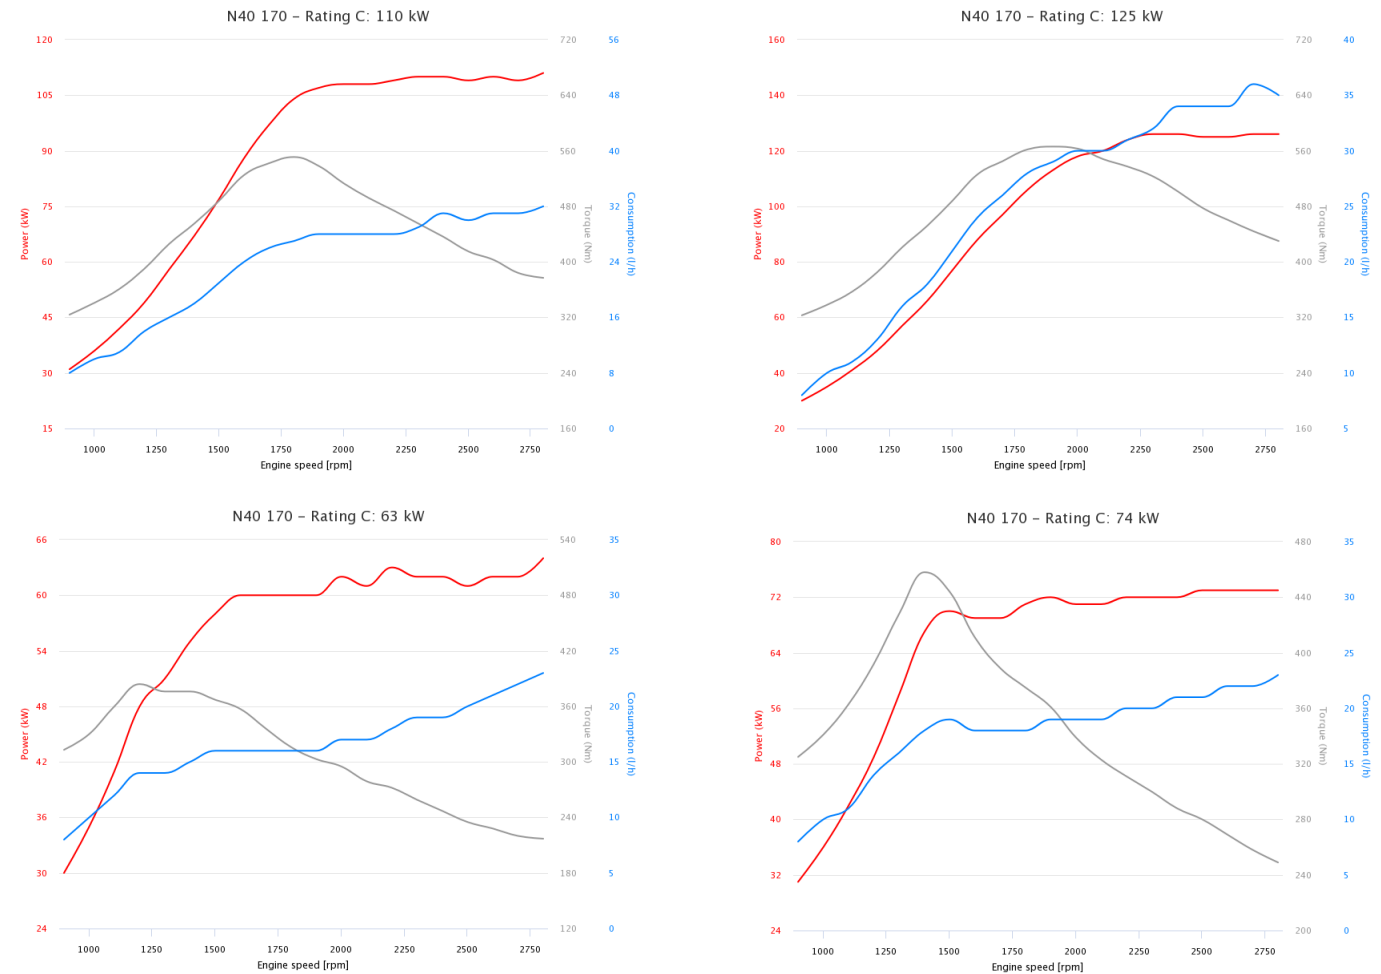 N40 170 – Rating C: 110 kW
120 720 56
105 640 48
90 560 40
75 480 32
60 400 24
45 320 16
30 240 8
15 160 0
Power (kW)
Torque (Nm)
Consumption (l/h)
1000 1250 1500 1750 2000 2250 2500 2750
Engine speed [rpm]
N40 170 – Rating C: 125 kW
160 720 40
140 640 35
120 560 30
100 480 25
80 400 20
60 320 15
40 240 10
20 160 5
Power (kW)
Torque (Nm)
Consumption (l/h)
1000 1250 1500 1750 2000 2250 2500 2750
Engine speed [rpm]
N40 170 – Rating C: 63 kW
66 540 35
60 480 30
54 420 25
48 360 20
42 300 15
36 240 10
30 180 5
24 120 0
Power (kW)
Torque (Nm)
Consumption (l/h)
1000 1250 1500 1750 2000 2250 2500 2750
Engine speed [rpm]
N40 170 – Rating C: 74 kW
80 480 35
72 440 30
64 400 25
56 360 20
48 320 15
40 280 10
32 240 5
24 200 0
Power (kW)
Torque (Nm)
Consumption (l/h)
1000 1250 1500 1750 2000 2250 2500 2750
Engine speed [rpm]